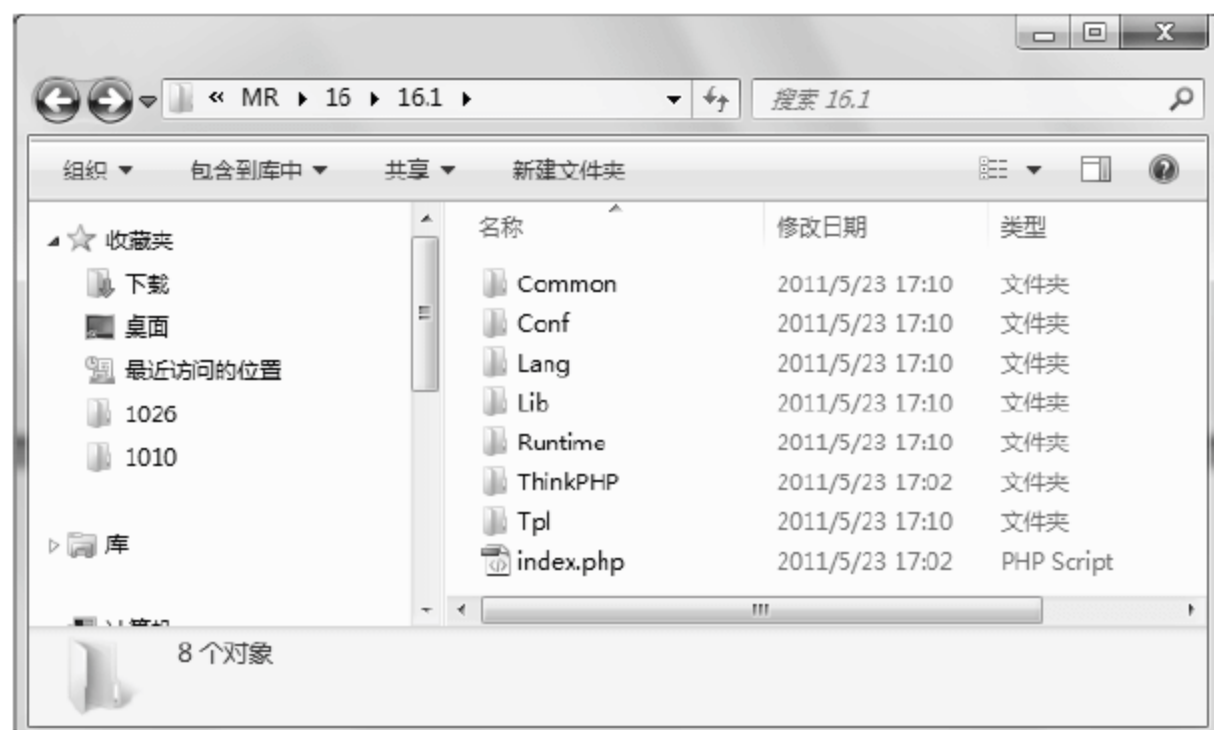 « MR ▸ 16 ▸ 16.1 ▸
搜索 16.1
组织 包含到库中 共享 新建文件夹
收藏夹
下载
桌面
最近访问的位置
1026
1010
库
计算机
名称 修改日期 类型
Common 2011/5/23 17:10 文件夹
Conf 2011/5/23 17:10 文件夹
Lang 2011/5/23 17:10 文件夹
Lib 2011/5/23 17:10 文件夹
Runtime 2011/5/23 17:10 文件夹
ThinkPHP 2011/5/23 17:02 文件夹
Tpl 2011/5/23 17:10 文件夹
index.php 2011/5/23 17:02 PHP Script
8 个对象